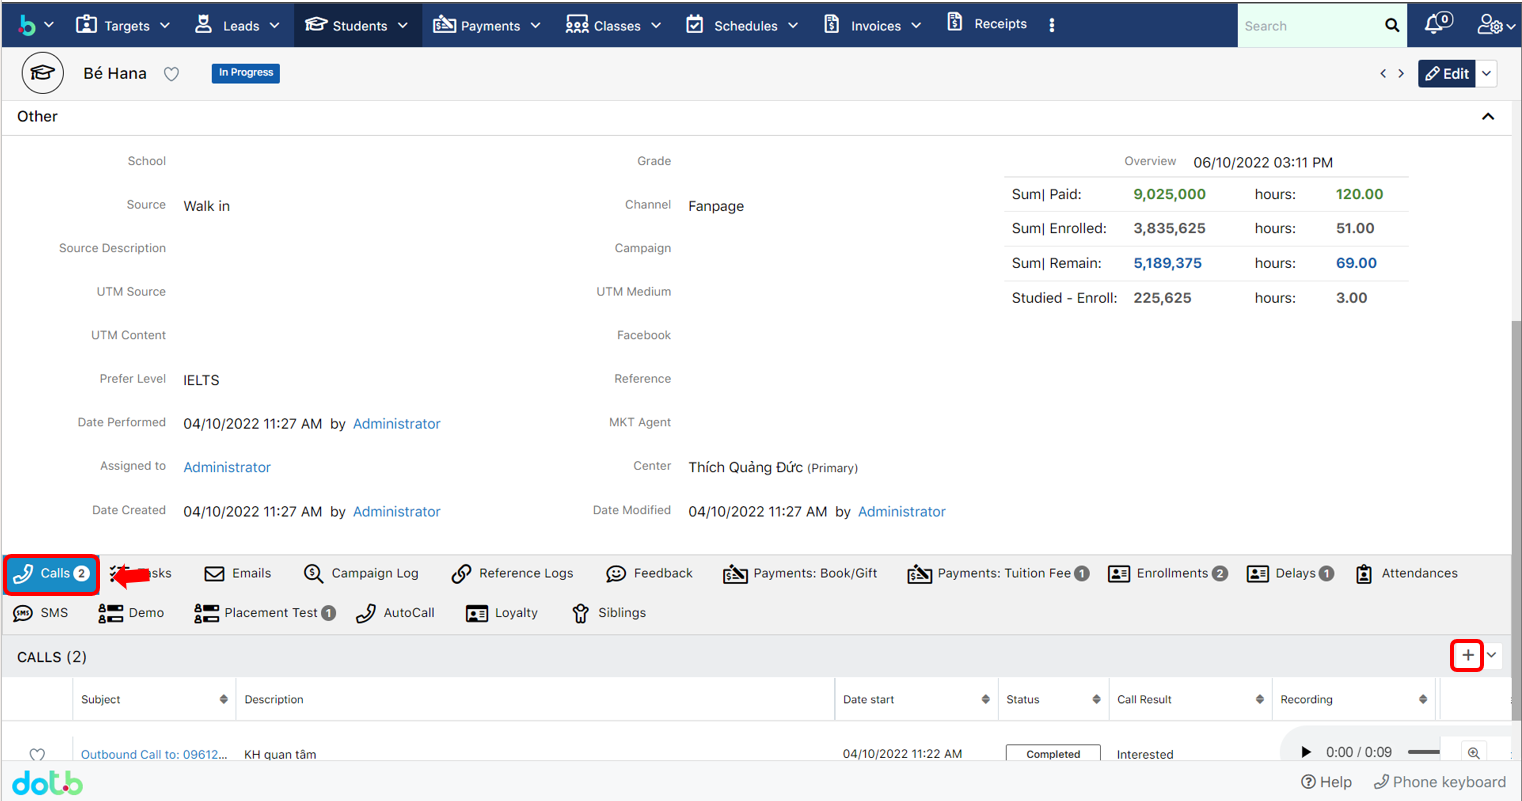 b Targets Leads Students Payments Classes Schedules Invoices Receipts Search 0
Bé Hana In Progress Edit
Other
School Grade Overview 06/10/2022 03:11 PM
Sum| Paid: 9,025,000 hours: 120.00
Source Walk in Channel Fanpage
Sum| Enrolled: 3,835,625 hours: 51.00
Source Description Campaign
Sum| Remain: 5,189,375 hours: 69.00
UTM Source UTM Medium
Studied - Enroll: 225,625 hours: 3.00
UTM Content Facebook
Prefer Level IELTS Reference
Date Performed 04/10/2022 11:27 AM by Administrator MKT Agent
Assigned to Administrator Center Thích Quảng Đức (Primary)
Date Created 04/10/2022 11:27 AM by Administrator Date Modified 04/10/2022 11:27 AM by Administrator
Calls 2 Emails Campaign Log Reference Logs Feedback Payments: Book/Gift Payments: Tuition Fee 1 Enrollments 2 Delays 1 Attendances
SMS SMS Demo Placement Test 1 AutoCall Loyalty Siblings
CALLS (2) +
Subject Description Date start Status Call Result Recording
Outbound Call to: 09612... KH quan tâm 04/10/2022 11:22 AM Completed Interested 0:00 / 0:09
dot.b Help Phone keyboard